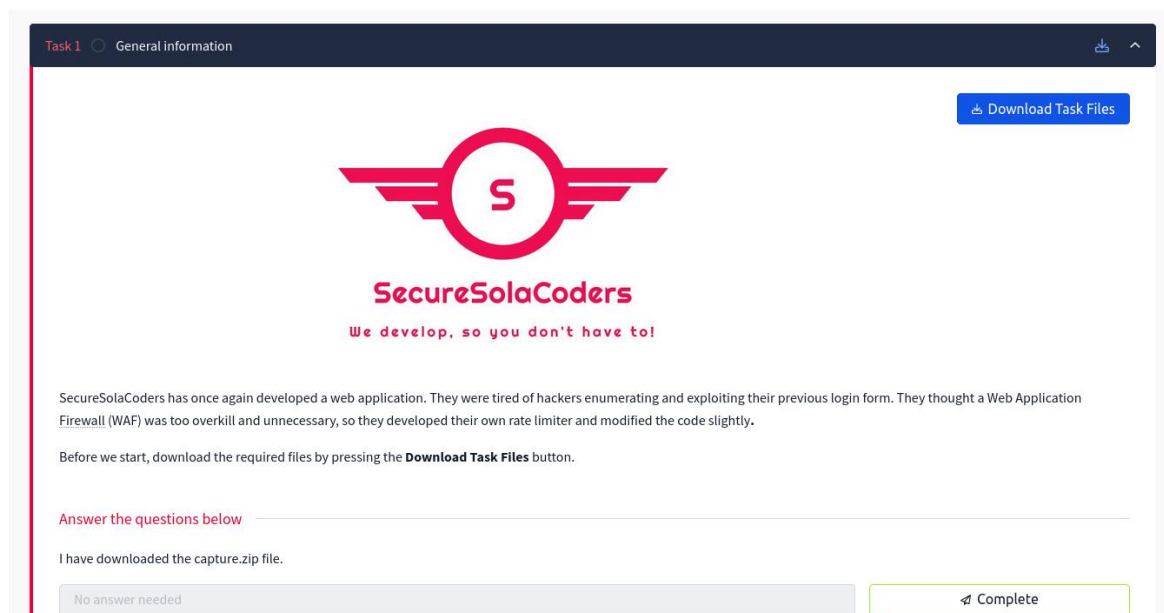 Task 1 General information
Download Task Files
S
SecureSolaCoders
We develop, so you don't have to!
SecureSolaCoders has once again developed a web application. They were tired of hackers enumerating and exploiting their previous login form. They thought a Web Application
Firewall (WAF) was too overkill and unnecessary, so they developed their own rate limiter and modified the code slightly.
Before we start, download the required files by pressing the Download Task Files button.
Answer the questions below
I have downloaded the capture.zip file.
No answer needed
Complete